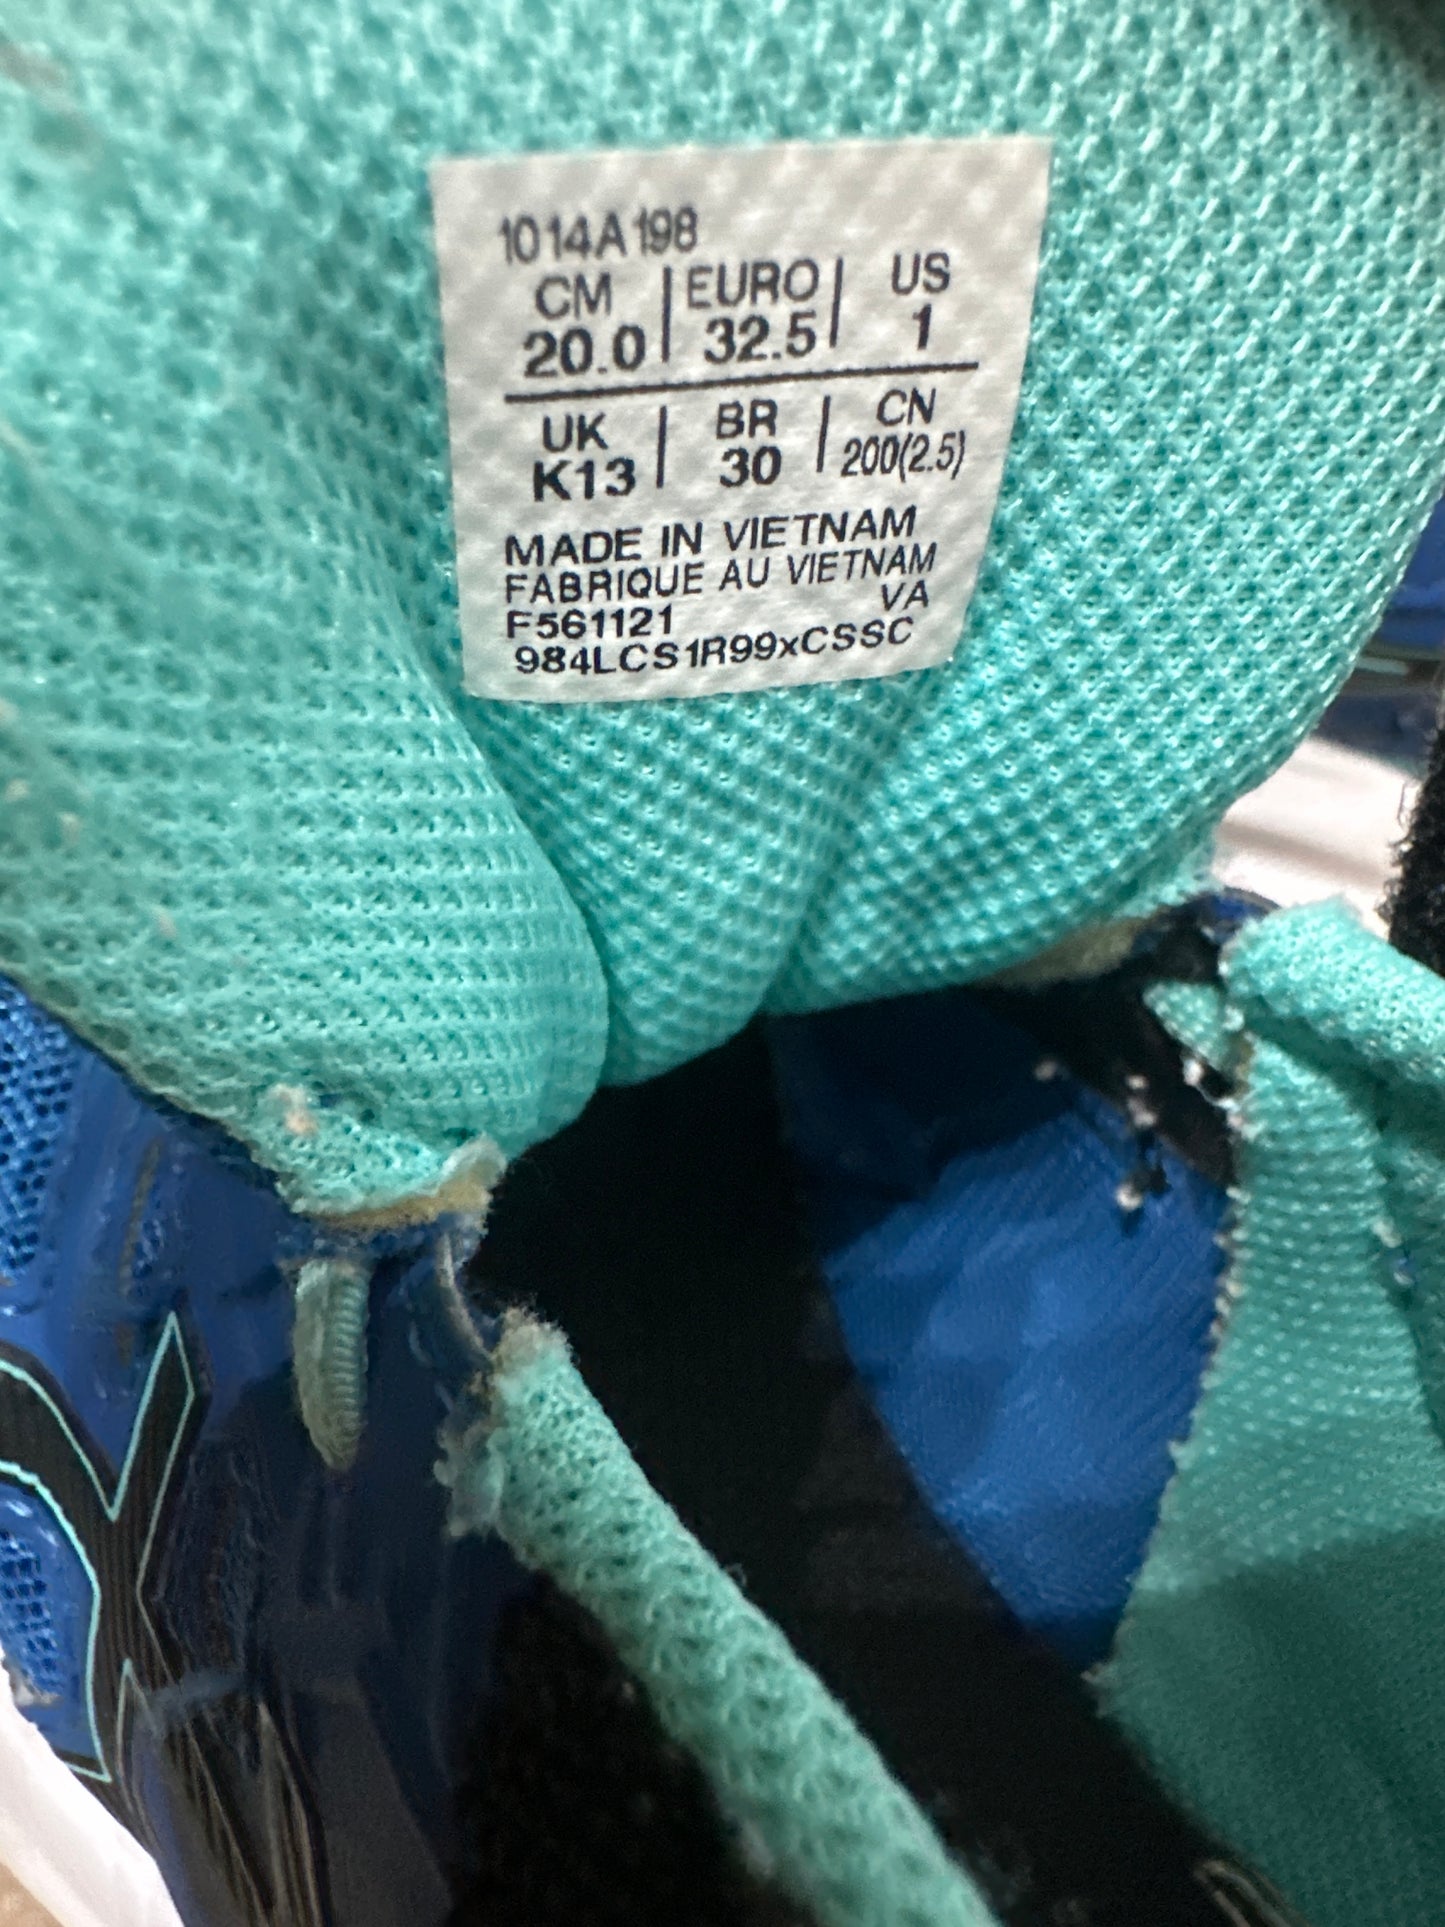 1014A198
CM | EURO | US
20.0 | 32.5 | 1
UK | BR | CN
K13 | 30 | 200(2.5)
MADE IN VIETNAM
FABRIQUE AU VIETNAM
VA
F561121
984LCS1R99xCSSC